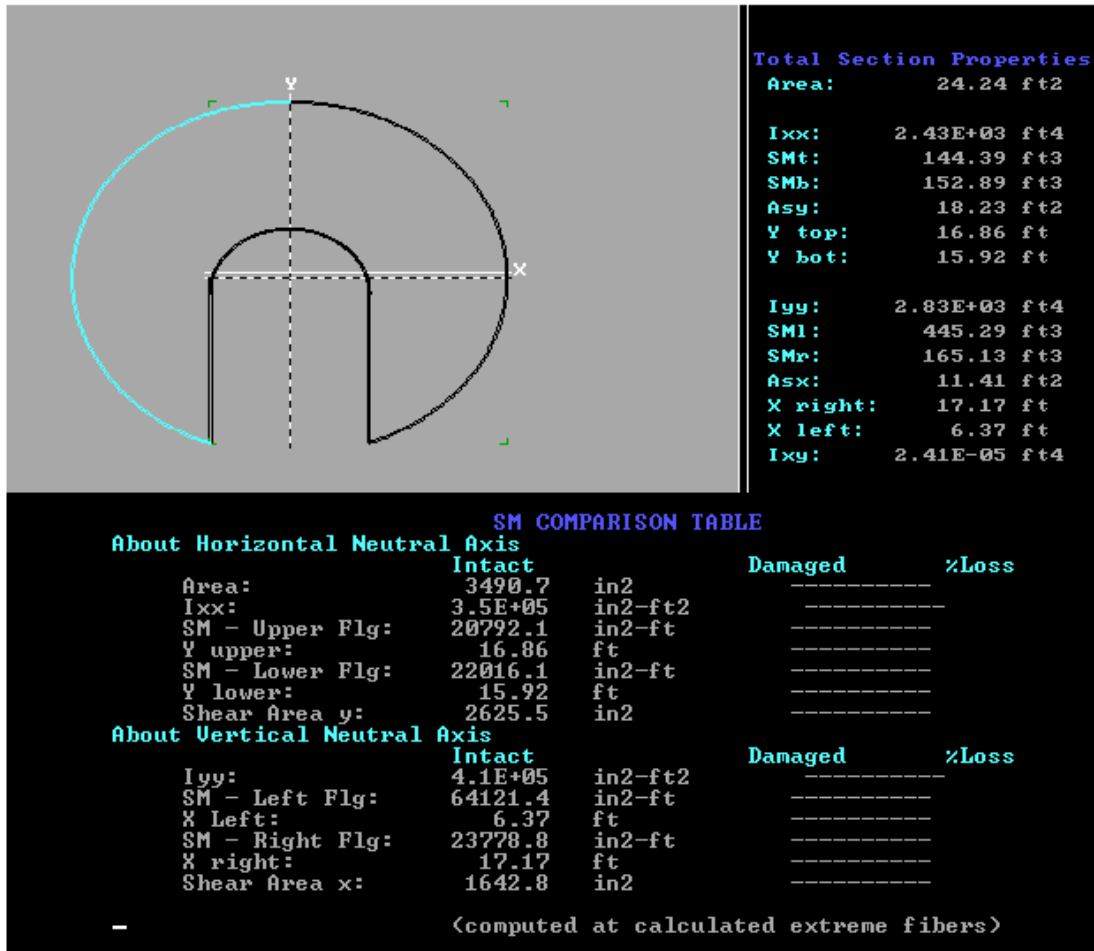 Y
X
Total Section Properties
Area: 24.24 ft2
Ixx: 2.43E+03 ft4
SMt: 144.39 ft3
SMb: 152.89 ft3
Asy: 18.23 ft2
Y top: 16.86 ft
Y bot: 15.92 ft
Iyy: 2.83E+03 ft4
SMl: 445.29 ft3
SMr: 165.13 ft3
Asx: 11.41 ft2
X right: 17.17 ft
X left: 6.37 ft
Ixy: 2.41E-05 ft4
SM COMPARISON TABLE
About Horizontal Neutral Axis
Intact Damaged %Loss
Area: 3490.7 in2 ----------
Ixx: 3.5E+05 in2-ft2 ----------
SM - Upper Flg: 20792.1 in2-ft ----------
Y upper: 16.86 ft ----------
SM - Lower Flg: 22016.1 in2-ft ----------
Y lower: 15.92 ft ----------
Shear Area y: 2625.5 in2 ----------
About Vertical Neutral Axis
Intact Damaged %Loss
Iyy: 4.1E+05 in2-ft2 ----------
SM - Left Flg: 64121.4 in2-ft ----------
X Left: 6.37 ft ----------
SM - Right Flg: 23778.8 in2-ft ----------
X right: 17.17 ft ----------
Shear Area x: 1642.8 in2 ----------
(computed at calculated extreme fibers)